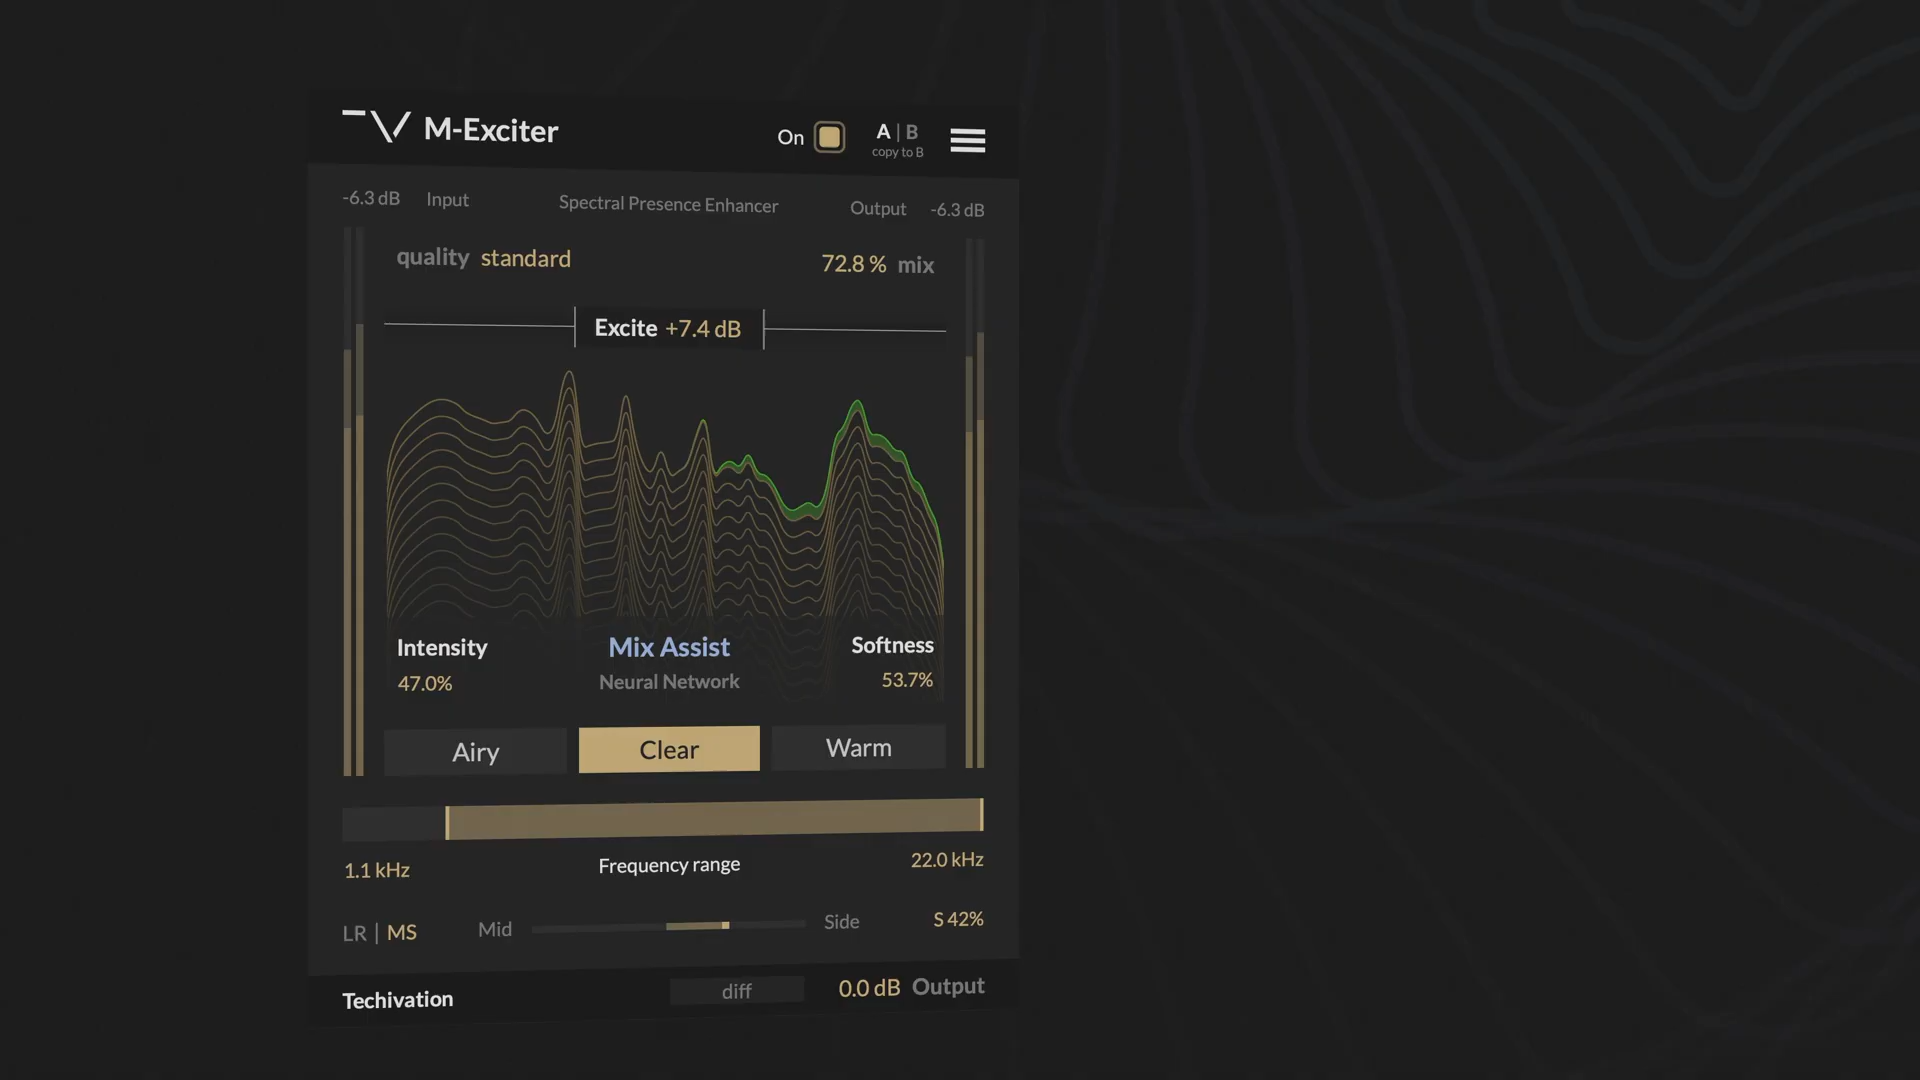 M-Exciter
On
A | B
copy to B
-6.3 dB Input Spectral Presence Enhancer Output -6.3 dB
quality standard 72.8 % mix
Excite +7.4 dB
Intensity Mix Assist Softness
47.0% Neural Network 53.7%
Airy Clear Warm
1.1 kHz Frequency range 22.0 kHz
LR | MS Mid Side S 42%
Techivation diff 0.0 dB Output